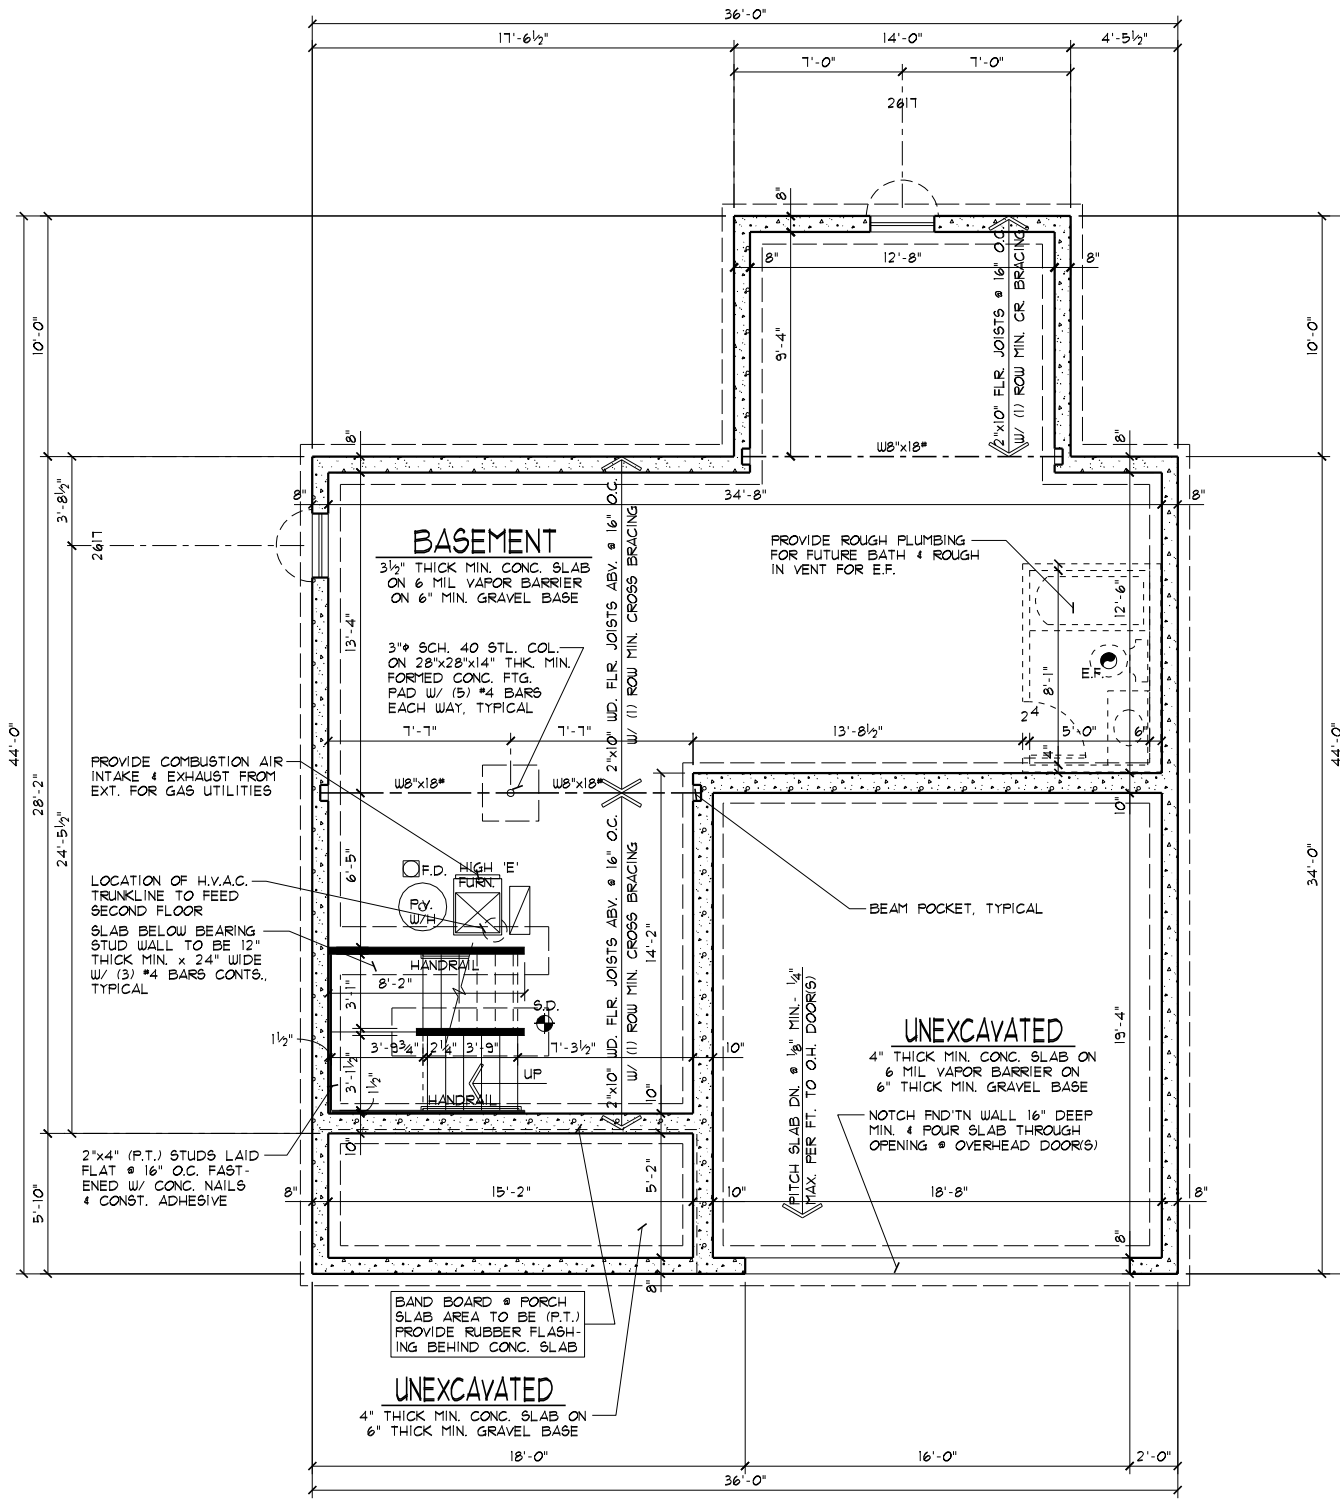 36'-0"
17'-6½"
14'-0"
4'-5½"
7'-0"
7'-0"
2617
8"
8"
12'-8"
8"
10'-0"
9'-4"
2"x10" FLR. JOISTS @ 16" O.C.
W/ (1) ROW MIN. CR. BRACING
10'-0"
8"
W8"x18#
8"
3'-8½"
8"
34'-8"
8"
2617
BASEMENT
3½" THICK MIN. CONC. SLAB
ON 6 MIL VAPOR BARRIER
ON 6" MIN. GRAVEL BASE
2"x10" WD. FLR. JOISTS ABV. @ 16" O.C.
W/ (1) ROW MIN. CROSS BRACING
PROVIDE ROUGH PLUMBING
FOR FUTURE BATH & ROUGH
IN VENT FOR E.F.
12'-6"
13'-4"
3"φ SCH. 40 STL. COL.
ON 28"x28"x14" THK. MIN.
FORMED CONC. FTG.
PAD W/ (5) #4 BARS
EACH WAY, TYPICAL
E.F.
8'-1"
24
7'-7"
7'-7"
13'-8½"
5'-0"
6"
4"
44'-0"
28'-2"
24'-5½"
44'-0"
PROVIDE COMBUSTION AIR
INTAKE & EXHAUST FROM
EXT. FOR GAS UTILITIES
W8"x18#
W8"x18#
10"
6'-5"
F.D.
HIGH 'E'
FURN.
P.V.
W/H
2"x10" WD. FLR. JOISTS ABV. @ 16" O.C.
W/ (1) ROW MIN. CROSS BRACING
14'-2"
34'-0"
LOCATION OF H.V.A.C.
TRUNKLINE TO FEED
SECOND FLOOR
BEAM POCKET, TYPICAL
SLAB BELOW BEARING
STUD WALL TO BE 12"
THICK MIN. x 24" WIDE
W/ (3) #4 BARS CONTS.,
TYPICAL
HANDRAIL
8'-2"
3'-1"
S.D.
PITCH SLAB DN. @ ⅛" MIN.- ¼"
MAX. PER FT. TO O.H. DOOR(S)
19'-4"
UNEXCAVATED
4" THICK MIN. CONC. SLAB ON
6 MIL VAPOR BARRIER ON
6" THICK MIN. GRAVEL BASE
1½"
3'-9¾"
2¼"
3'-9"
7'-3½"
10"
3'-1½"
1½"
UP
HANDRAIL
10"
NOTCH FND'TN WALL 16" DEEP
MIN. & POUR SLAB THROUGH
OPENING @ OVERHEAD DOOR(S)
10"
2"x4" (P.T.) STUDS LAID
FLAT @ 16" O.C. FAST-
ENED W/ CONC. NAILS
& CONST. ADHESIVE
5'-10"
8"
15'-2"
5'-2"
10"
18'-8"
8"
8"
8"
BAND BOARD @ PORCH
SLAB AREA TO BE (P.T.)
PROVIDE RUBBER FLASH-
ING BEHIND CONC. SLAB
UNEXCAVATED
4" THICK MIN. CONC. SLAB ON
6" THICK MIN. GRAVEL BASE
18'-0"
16'-0"
2'-0"
36'-0"